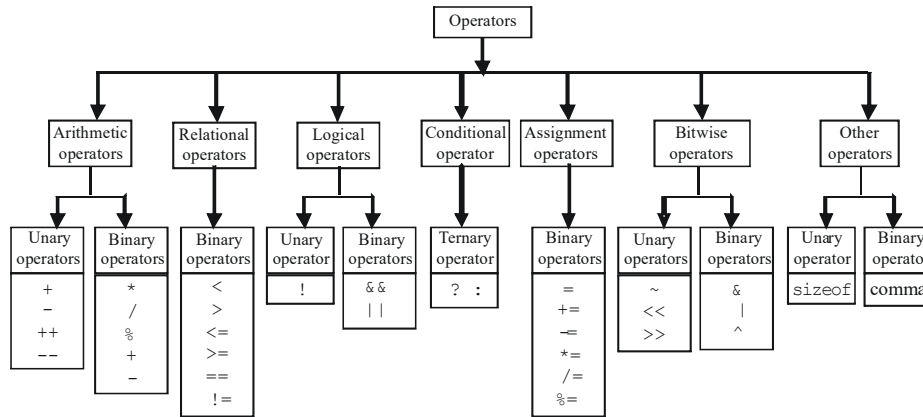 Operators
Arithmetic
operators
Relational
operators
Logical
operators
Conditional
operator
Assignment
operators
Bitwise
operators
Other
operators
Unary
operators
+
-
++
--
Binary
operators
*
/
%
+
-
Binary
operators
<
>
<=
>=
==
!=
Unary
operator
!
Binary
operators
&&
||
Ternary
operator
? :
Binary
operators
=
+=
-=
*=
/=
%=
Unary
operators
~
<<
>>
Binary
operators
&
|
^
Unary
operator
sizeof
Binary
operator
comma